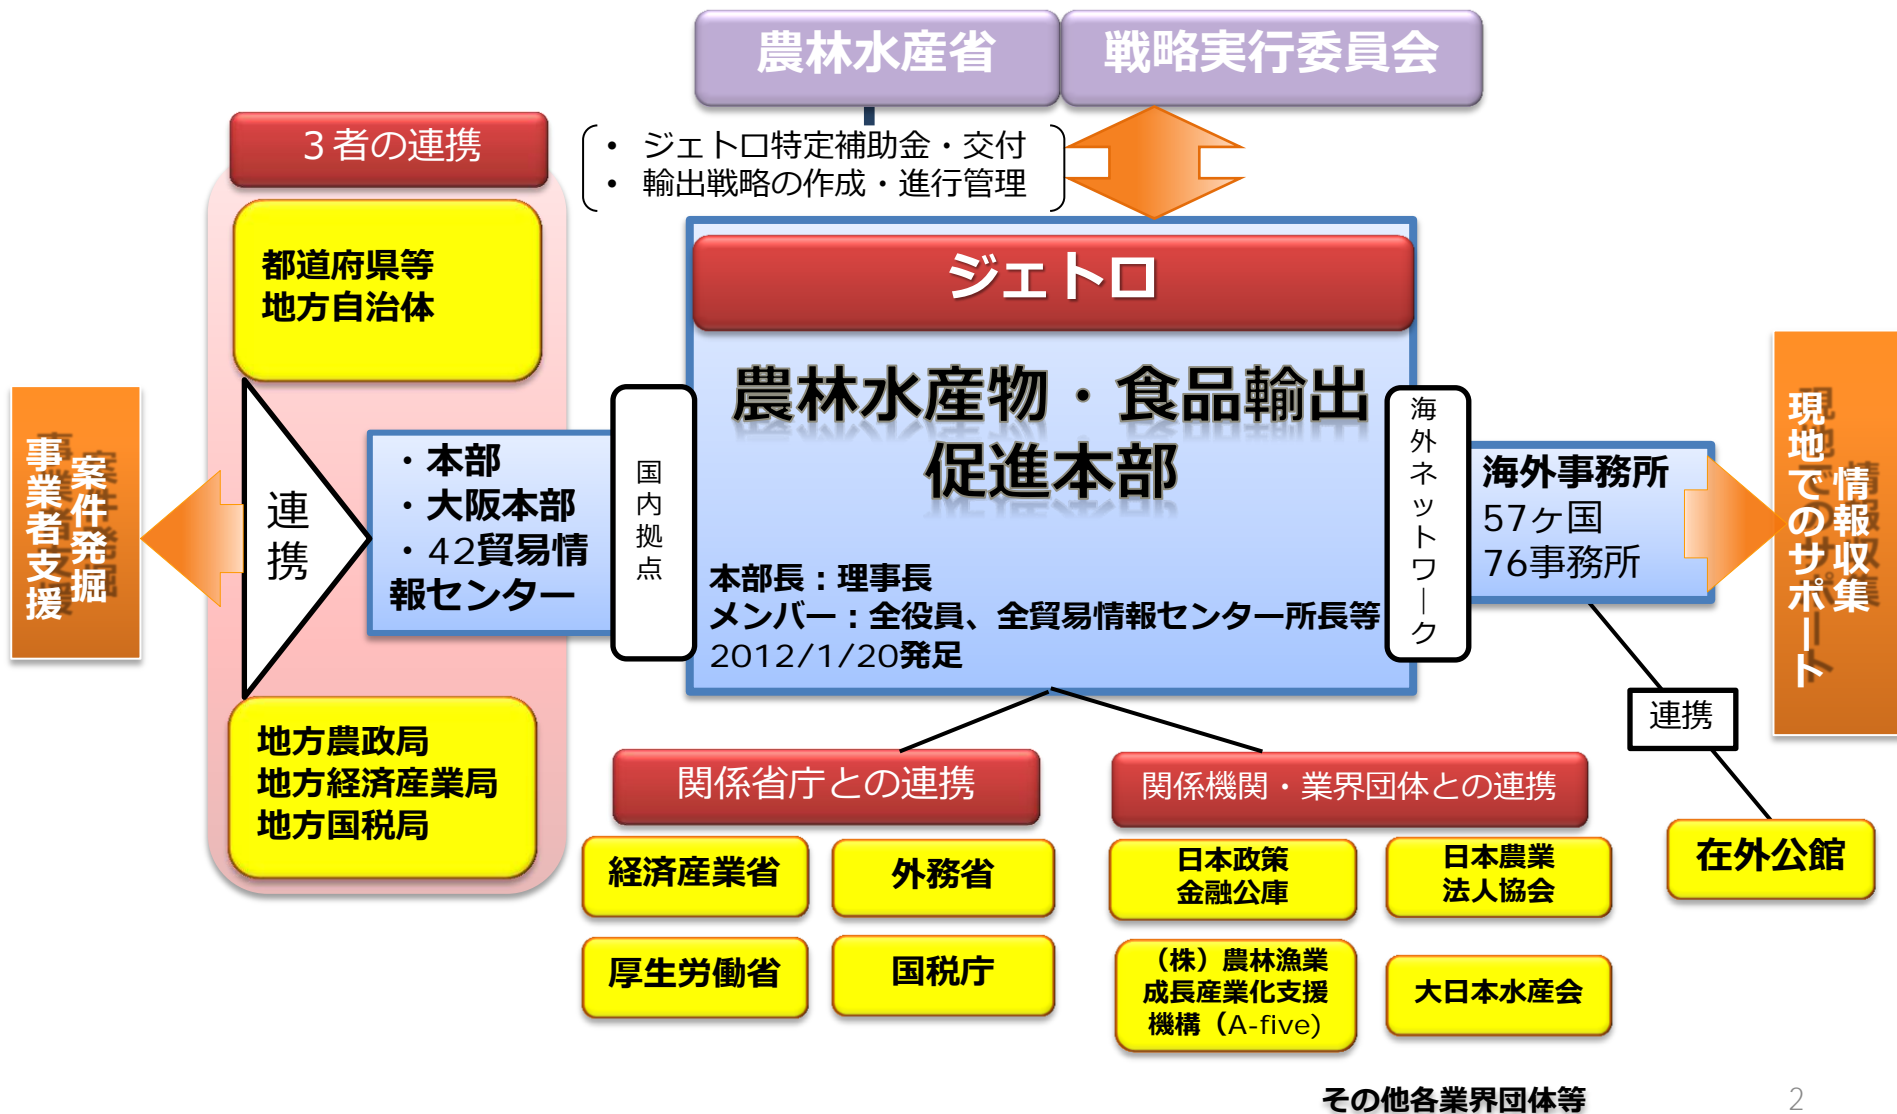 農林水産省
戦略実行委員会
・ ジェトロ特定補助金・交付
・ 輸出戦略の作成・進行管理
３者の連携
都道府県等
地方自治体
連
携
・本部
・大阪本部
・42貿易情
報センター
地方農政局
地方経済産業局
地方国税局
案件発掘
事業者支援
国内拠点
ジェトロ
農林水産物・食品輸出
促進本部
本部長：理事長
メンバー：全役員、全貿易情報センター所長等
2012/1/20発足
海外ネットワーク
海外事務所
57ヶ国
76事務所
情報収集
現地でのサポート
連携
在外公館
関係省庁との連携
経済産業省
外務省
厚生労働省
国税庁
関係機関・業界団体との連携
日本政策
金融公庫
日本農業
法人協会
（株）農林漁業
成長産業化支援
機構（A-five)
大日本水産会
その他各業界団体等
2